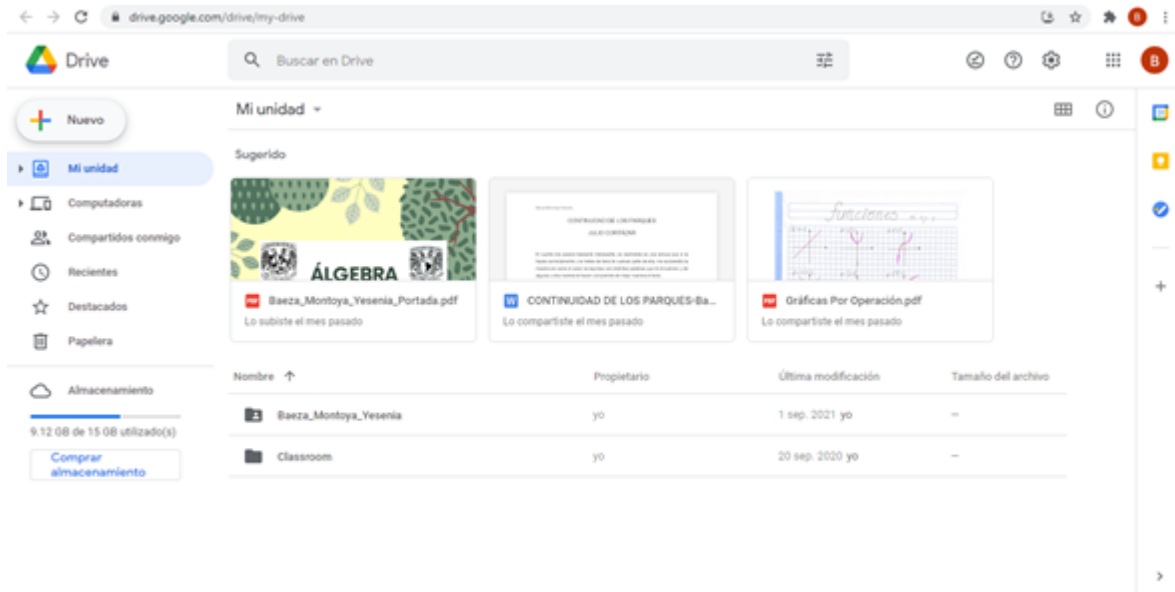 drive.google.com/drive/my-drive
B
Drive
Buscar en Drive
B
Nuevo
Mi unidad
Mi unidad
Computadoras
Compartidos conmigo
Recientes
Destacados
Papelera
Almacenamiento
9.12 GB de 15 GB utilizado(s)
Comprar
almacenamiento
Sugerido
ÁLGEBRA
PDF Baeza_Montoya_Yesenia_Portada.pdf
Lo subiste el mes pasado
CONTINUIDAD DE LOS PARQUES
JULIO CORTÁZAR
W CONTINUIDAD DE LOS PARQUES-Ba...
Lo compartiste el mes pasado
funciones
PDF Gráficas Por Operación.pdf
Lo compartiste el mes pasado
Nombre Propietario Última modificación Tamaño del archivo
Baeza_Montoya_Yesenia yo 1 sep. 2021 yo —
Classroom yo 20 sep. 2020 yo —